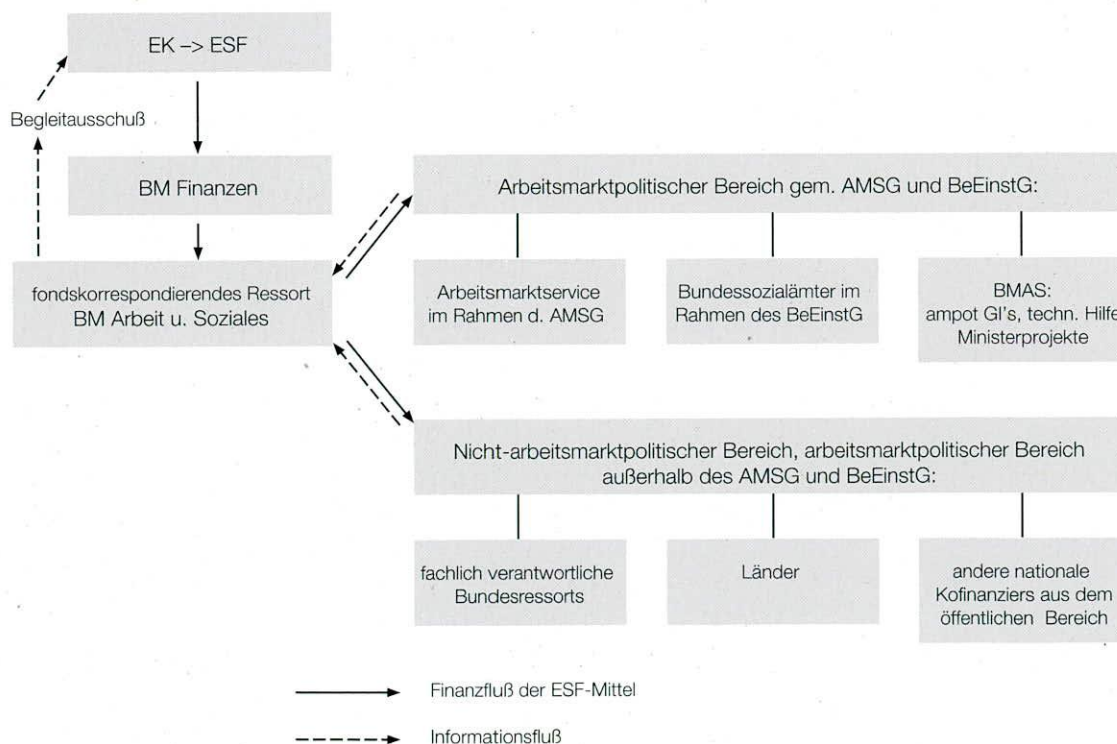 EK –> ESF
Begleitausschuß
BM Finanzen
fondskorrespondierendes Ressort
BM Arbeit u. Soziales
Arbeitsmarktpolitischer Bereich gem. AMSG und BeEinstG:
Arbeitsmarktservice
im Rahmen d. AMSG
Bundessozialämter im
Rahmen des BeEinstG
BMAS:
ampot GI's, techn. Hilfe
Ministerprojekte
Nicht-arbeitsmarktpolitischer Bereich, arbeitsmarktpolitischer Bereich
außerhalb des AMSG und BeEinstG:
fachlich verantwortliche
Bundesressorts
Länder
andere nationale
Kofinanziers aus dem
öffentlichen Bereich
Finanzfluß der ESF-Mittel
Informationsfluß